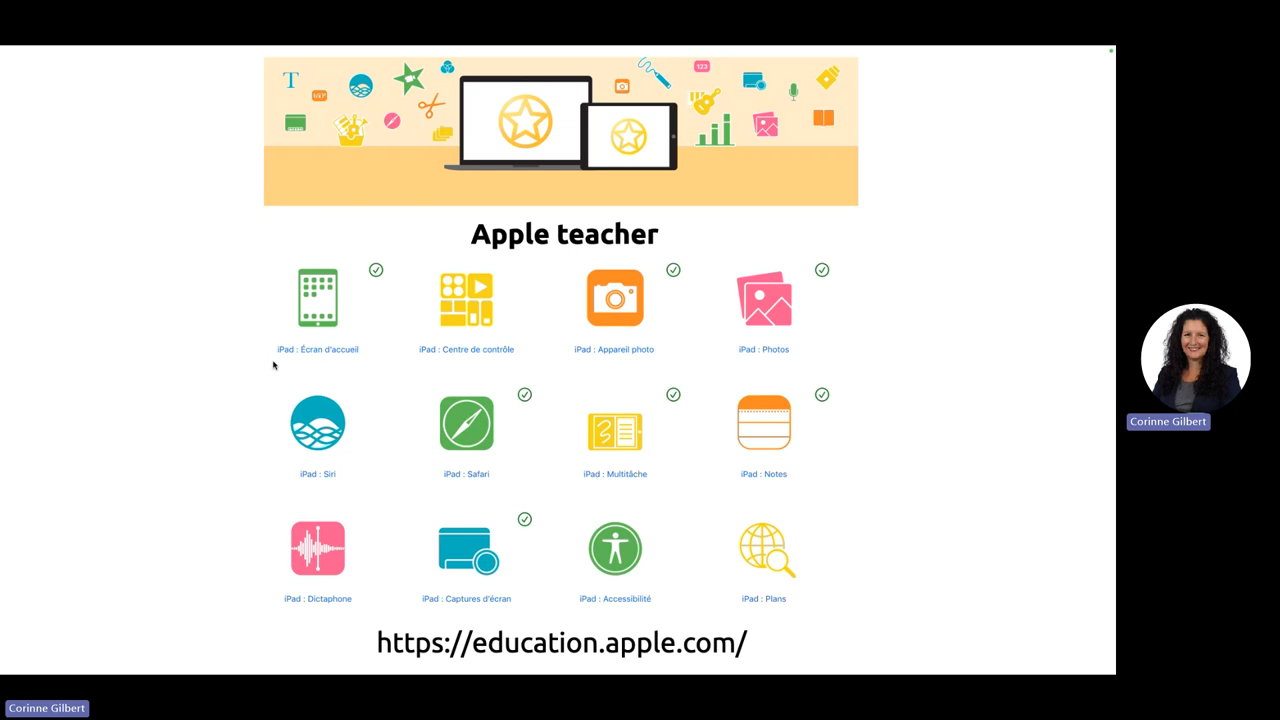 T
123
Apple teacher
iPad : Écran d'accueil
iPad : Centre de contrôle
iPad : Appareil photo
iPad : Photos
iPad : Siri
iPad : Safari
iPad : Multitâche
iPad : Notes
iPad : Dictaphone
iPad : Captures d'écran
iPad : Accessibilité
iPad : Plans
https://education.apple.com/
Corinne Gilbert
Corinne Gilbert